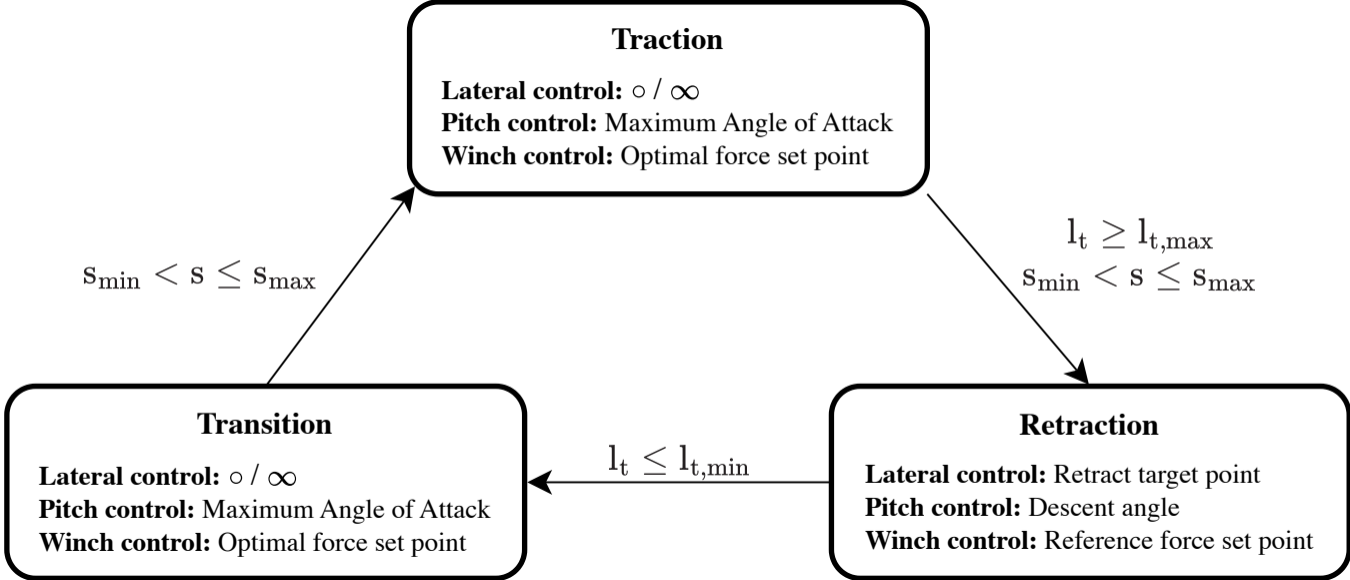 Traction
Lateral control: ○ / ∞
Pitch control: Maximum Angle of Attack
Winch control: Optimal force set point
l_t ≥ l_t,max
s_min < s ≤ s_max
s_min < s ≤ s_max
Transition
Lateral control: ○ / ∞
Pitch control: Maximum Angle of Attack
Winch control: Optimal force set point
l_t ≤ l_t,min
Retraction
Lateral control: Retract target point
Pitch control: Descent angle
Winch control: Reference force set point